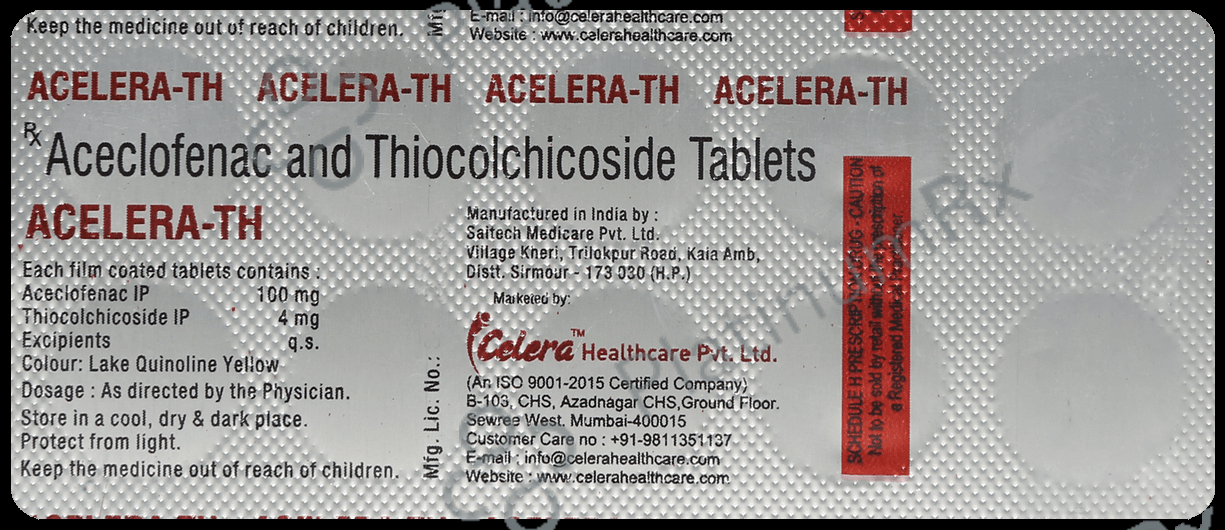 Keep the medicine out of reach of children.
E-mail : info@celerahealthcare.com
Website : www.celerahealthcare.com
ACELERA-TH ACELERA-TH ACELERA-TH ACELERA-TH
Rx Aceclofenac and Thiocolchicoside Tablets
ACELERA-TH
Each film coated tablets contains :
Aceclofenac IP 100 mg
Thiocolchicoside IP 4 mg
Excipients q.s.
Colour: Lake Quinoline Yellow
Dosage : As directed by the Physician.
Store in a cool, dry & dark place.
Protect from light.
Keep the medicine out of reach of children.
Mfg. Lic. No.:
Manufactured in India by :
Saitech Medicare Pvt. Ltd.
Village Kheri, Trilokpur Road, Kala Amb,
Distt. Sirmour - 173 030 (H.P.)
Marketed by:
Celera™ Healthcare Pvt. Ltd.
(An ISO 9001-2015 Certified Company)
B-103, CHS, Azadnagar CHS,Ground Floor.
Sewree West. Mumbai-400015
Customer Care no : +91-9811351137
E-mail : info@celerahealthcare.com
Website : www.celerahealthcare.com
SCHEDULE H PRESCRIPTION DRUG - CAUTION
Not to be sold by retail without the prescription of
a Registered Medical Practitioner
PlatinumRx